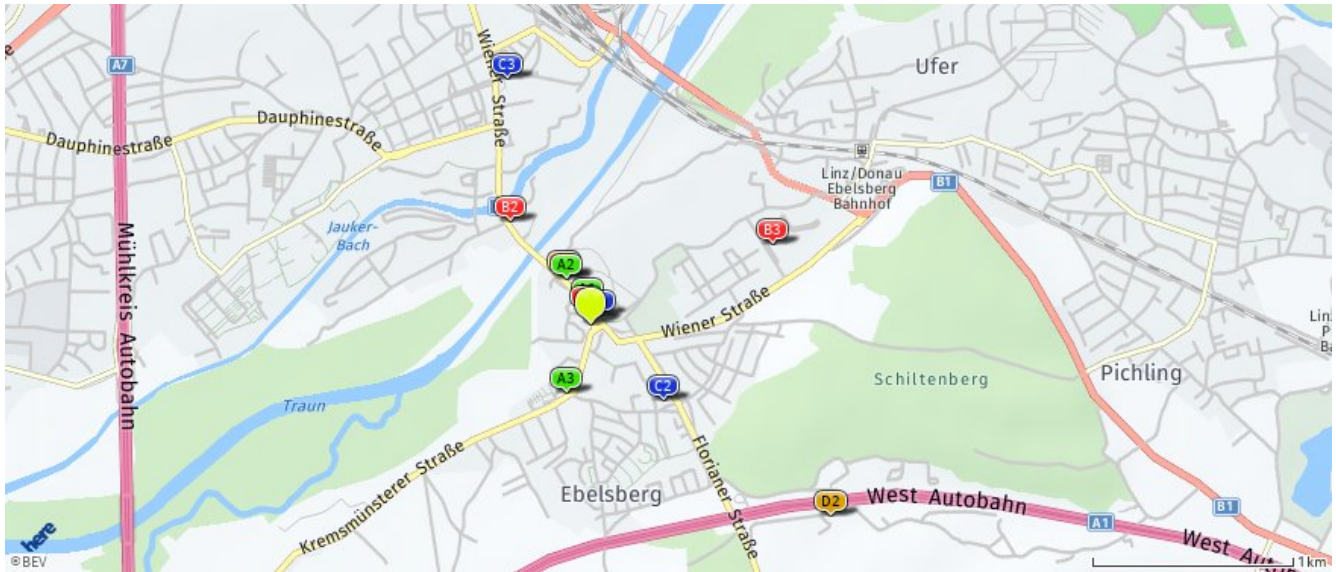 A7
Wiener Straße
C3
Ufer
Dauphinestraße
Dauphinestraße
Linz/Donau
Ebelsberg
Bahnhof
B1
B2
B3
Jauker-
Bach
Mühlkreis Autobahn
A2
Wiener Straße
Schiltenberg
Pichling
A3
C2
Traun
Florianer Straße
Ebelsberg
D2
West Autobahn
A1
B1
West
Kremsmünsterer Straße
here
©BEV
1km